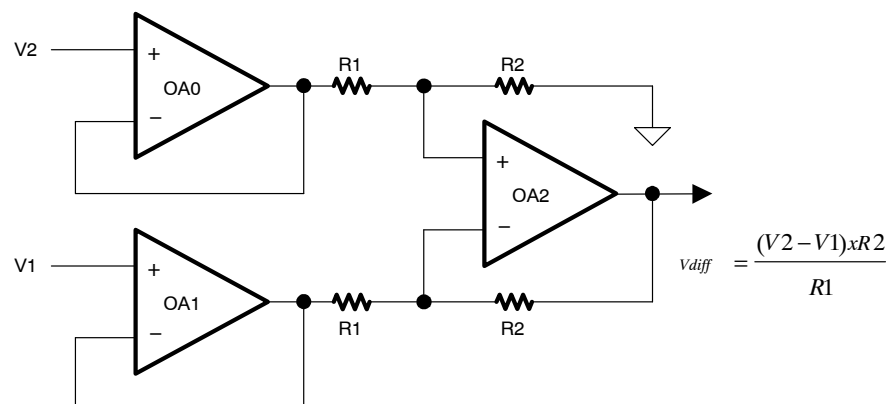 V2
+
OA0
−
R1
R2
+
OA2
−
V1
+
OA1
−
R1
R2
Vdiff = (V2 − V1)xR2
R1